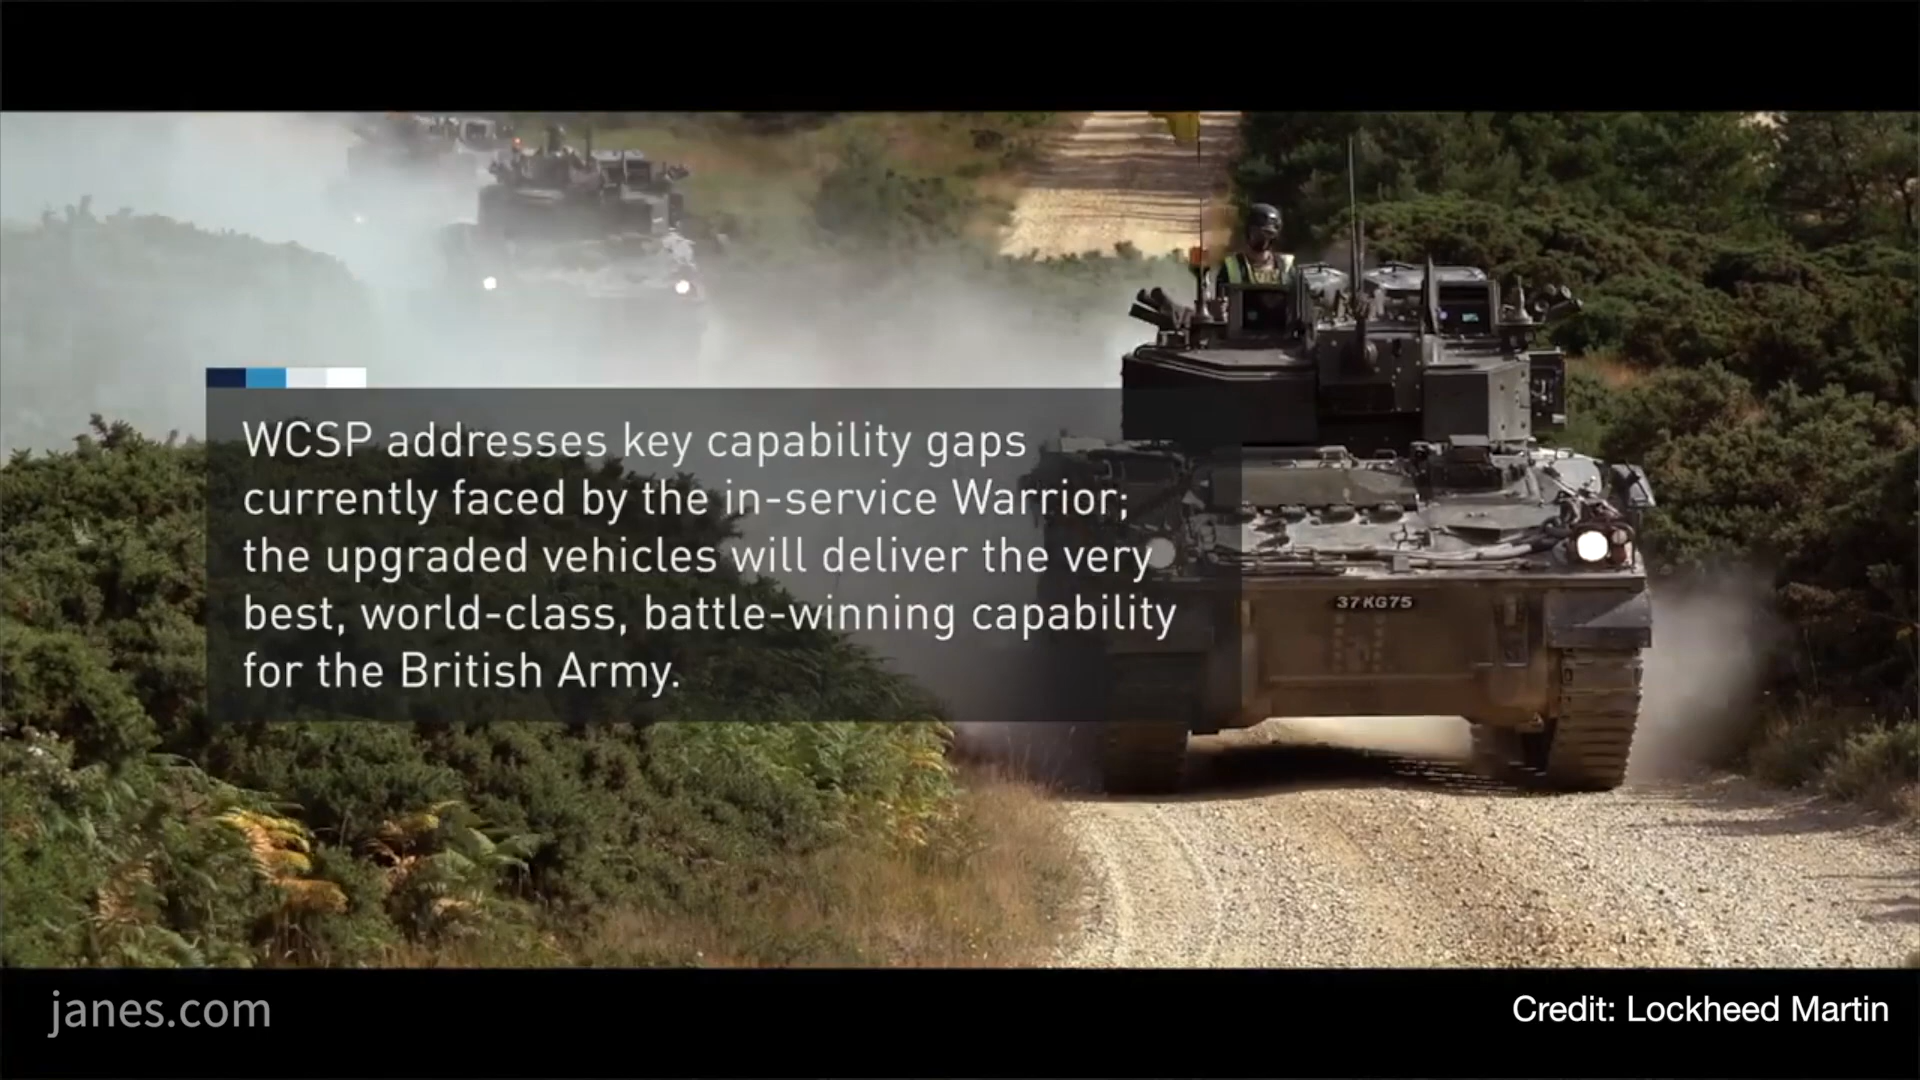 WCSP addresses key capability gaps
currently faced by the in-service Warrior;
the upgraded vehicles will deliver the very
best, world-class, battle-winning capability
for the British Army.
37KG75
janes.com
Credit: Lockheed Martin